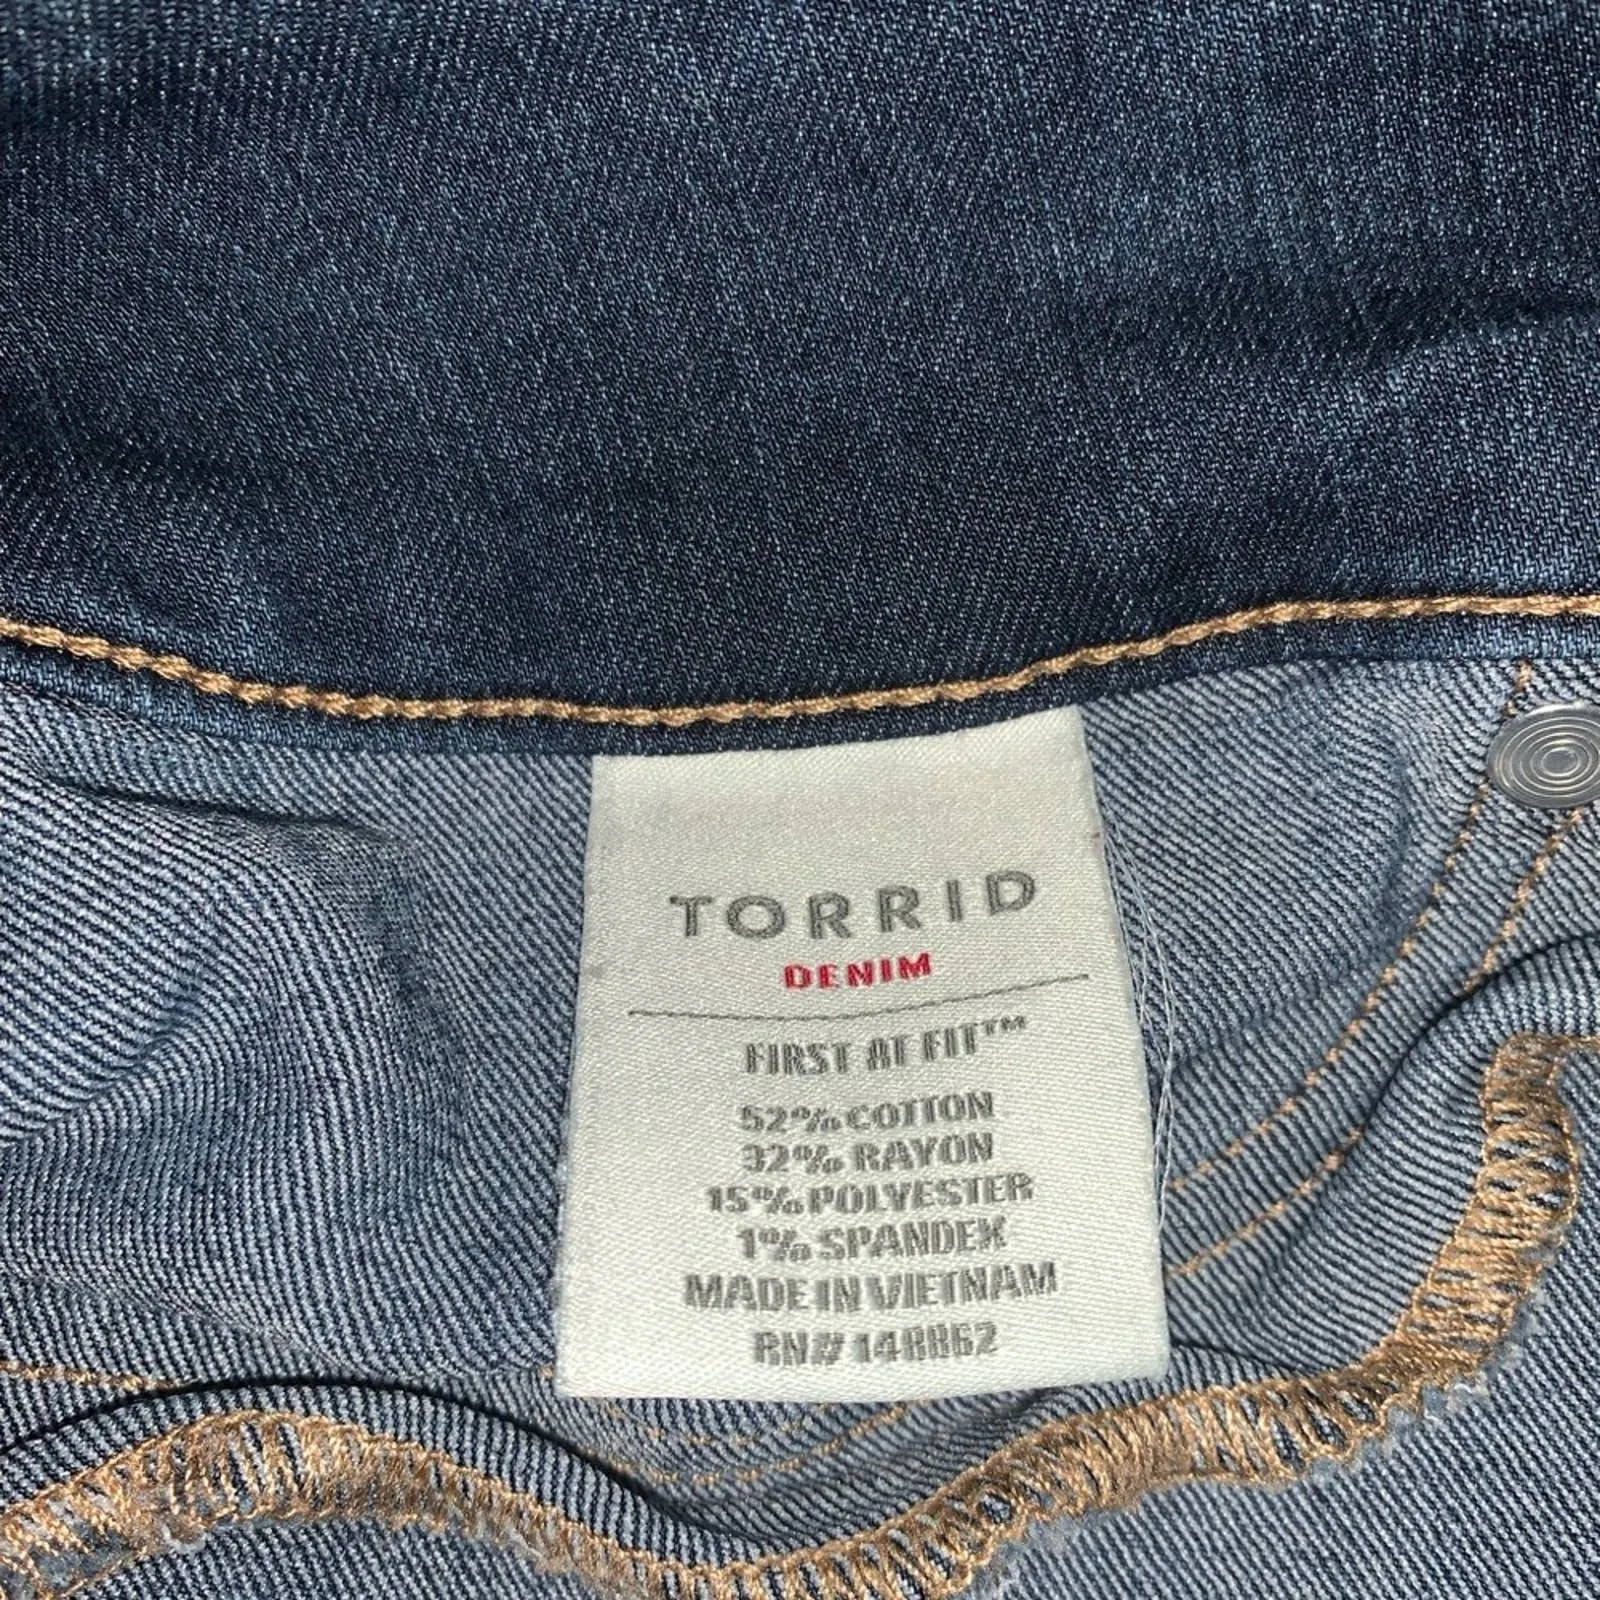 TORRID
DENIM
FIRST AT FIT™
52% COTTON
32% RAYON
15% POLYESTER
1% SPANDEX
MADE IN VIETNAM
RN# 148862